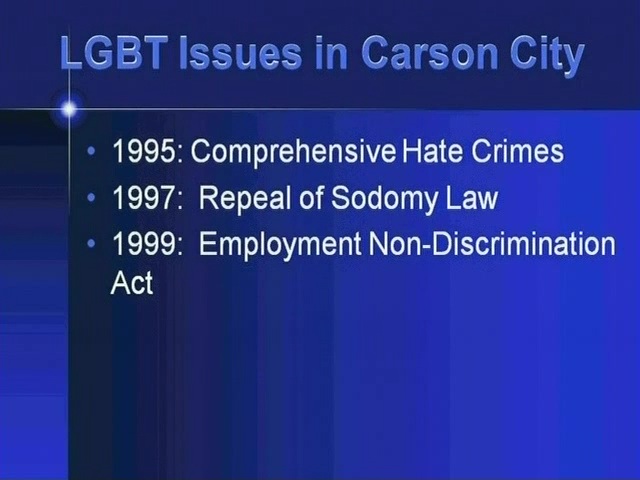 LGBT Issues in Carson City
• 1995: Comprehensive Hate Crimes
• 1997: Repeal of Sodomy Law
• 1999: Employment Non-Discrimination
Act